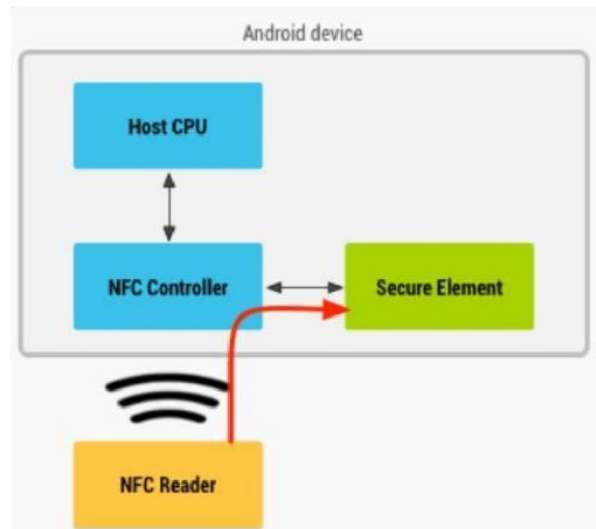 Android device
Host CPU
NFC Controller
Secure Element
NFC Reader